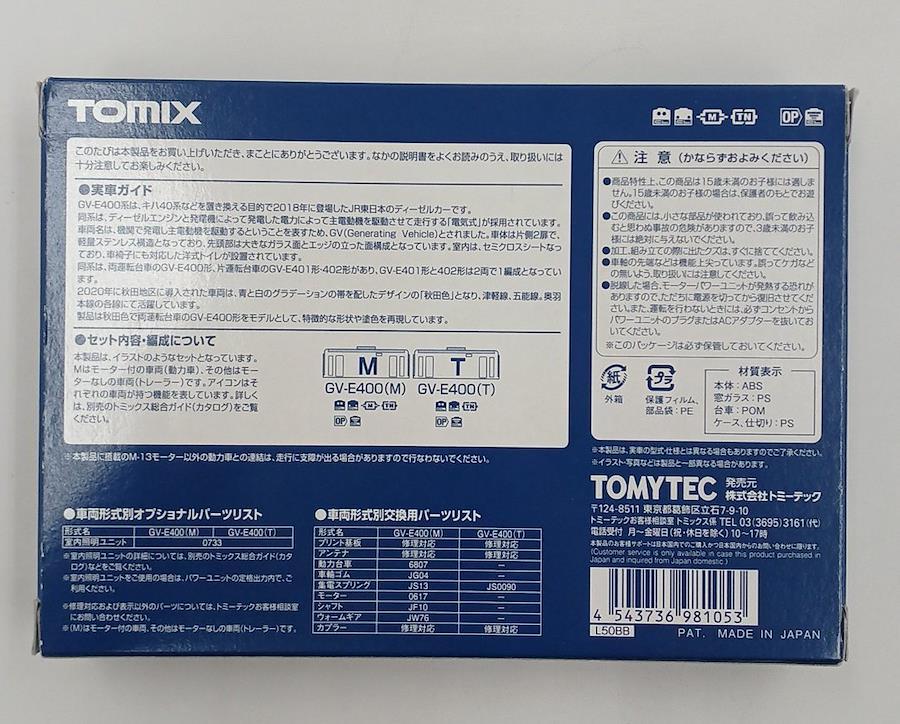 TOMIX
M
TN
OP
このたびは本製品をお買い上げいただき、まことにありがとうございます。なかの説明書をよくお読みのうえ、取り扱いには
十分注意してお楽しみください。
●実車ガイド
GV-E400系は、キハ40系などを置き換える目的で2018年に登場したJR東日本のディーゼルカーです。
同系は、ディーゼルエンジンと発電機によって発電した電力によって主電動機を駆動させて走行する「電気式」が採用されています。
車両名は、機関で発電し主電動機を駆動するということを表すため、GV(Generating Vehicle)とされました。車体は片側2扉で、
軽量ステンレス構造となっており、先頭部は大きなガラス面とエッジの立った面構成となっています。室内は、セミクロスシートなっ
ており、車椅子にも対応した洋式トイレが設置されています。
同系は、両運転台車のGV-E400形、片運転台車のGV-E401形・402形があり、GV-E401形と402形は2両で1編成となっていま
す。
2020年に秋田地区に導入された車両は、青と白のグラデーションの帯を配したデザインの「秋田色」となり、津軽線、五能線、奥羽
本線の各線にて活躍しています。
製品は秋田色で両運転台車のGV-E400形をモデルとして、特徴的な形状や塗色を再現しています。
●セット内容・編成について
本製品は、イラストのようなセットとなっています。
Mはモーター付の車両(動力車)、その他はモー
ターなしの車両(トレーラー)です。アイコンはそ
れぞれの車両が持つ機能を表しています。詳しく
は、別売のトミックス総合ガイド(カタログ)をご覧
ください。
M T
GV-E400(M) GV-E400(T)
M TN M TN
OP OP
※本製品に搭載のM-13モーター以外の動力車との連結は、走行に支障が出る場合がありますので行なわないでください。
●車両形式別オプショナルパーツリスト
形式名 GV-E400(M) GV-E400(T)
室内照明ユニット 0733
※室内照明ユニットの詳細については、別売のトミックス総合ガイド(カタ
ログ)などをご覧ください。
※室内照明ユニットをご使用の場合は、パワーユニットの定格出力内で、ご
利用ください。
※修理対応および表示以外のパーツについては、トミーテックお客様相談室
にお問い合わせください。
※(M)はモーター付の車両、その他はモーターなしの車両(トレーラー)です。
●車両形式別交換用パーツリスト
形式名 GV-E400(M) GV-E400(T)
プリント基板 修理対応 修理対応
アンテナ 修理対応 修理対応
動力台車 6807 －
車輪ゴム JG04 －
集電スプリング JS13 JS0090
モーター 0617 －
シャフト JF10 －
ウォームギア JW76 －
カプラー 修理対応 修理対応
注意(かならずおよみください)
●商品特性上、この商品は15歳未満のお子様には適しま
せん。15歳未満のお子様の場合は、保護者のもとでお遊
びください。
●この商品には、小さな部品が使われており、誤って飲み込
むと思わぬ事故の危険がありますので、3歳未満のお子
様には絶対に与えないでください。
●加工、組み立ての際に出たクズは、すぐに捨ててください。
●車輪の先端などは機能上尖っています。誤ってケガなど
の無いよう、取り扱いには注意してください。
●脱線した場合、モーターパワーユニットが発熱する恐れが
ありますので、ただちに電源を切ってから復旧させてくだ
さい。また、運転を行わないときには、必ずコンセントから
パワーユニットのプラグまたはACアダプターを抜いてお
いてください。
※このパッケージは必ず保管しておいてください。
紙
外箱
プラ
保護フィルム、
部品袋:PE
材質表示
本体:ABS
窓ガラス:PS
台車:POM
ケース、仕切り:PS
※本製品は、実車の型式・仕様とは異なる場合もありますのでご了承ください。
※イラスト・写真などは製品と一部異なる場合があります。
TOMYTEC 発売元
株式会社トミーテック
〒124-8511 東京都葛飾区立石7-9-10
トミーテックお客様相談室 トミックス係 TEL 03(3695)3161(代)
電話受付 月～金曜日(祝・休日を除く)10～17時
本製品のお客様サポートは日本国内でのご購入かつ日本国内からのお問い合わせに限ります。
(Customer service is only available in case this product purchased in
Japan and inquired from Japan domestic.)
4 543736 981053
L50BB
PAT. MADE IN JAPAN